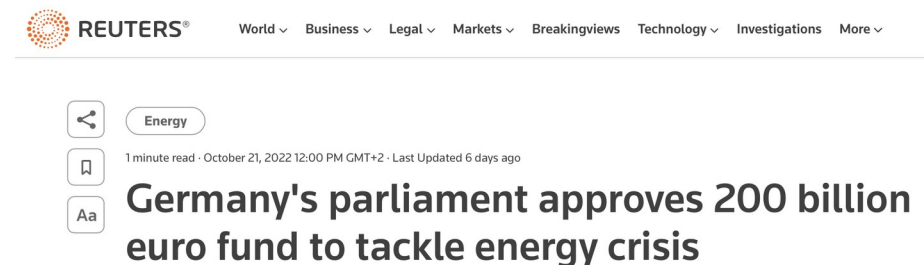 REUTERS®
World Business Legal Markets Breakingviews Technology Investigations More
Energy
1 minute read · October 21, 2022 12:00 PM GMT+2 · Last Updated 6 days ago
Aa
Germany's parliament approves 200 billion
euro fund to tackle energy crisis